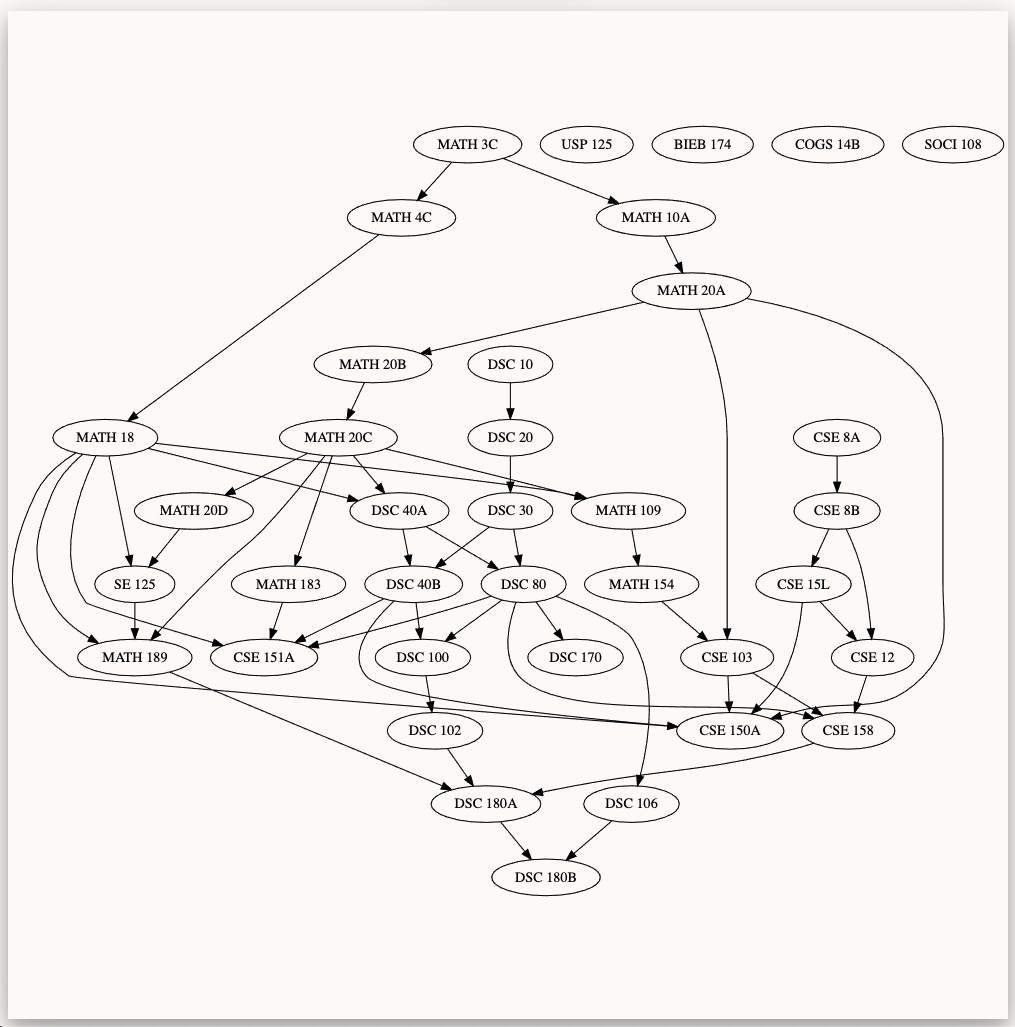 MATH 3C
USP 125
BIEB 174
COGS 14B
SOCI 108
MATH 4C
MATH 10A
MATH 20A
MATH 20B
DSC 10
MATH 18
MATH 20C
DSC 20
CSE 8A
MATH 20D
DSC 40A
DSC 30
MATH 109
CSE 8B
SE 125
MATH 183
DSC 40B
DSC 80
MATH 154
CSE 15L
MATH 189
CSE 151A
DSC 100
DSC 170
CSE 103
CSE 12
DSC 102
CSE 150A
CSE 158
DSC 180A
DSC 106
DSC 180B